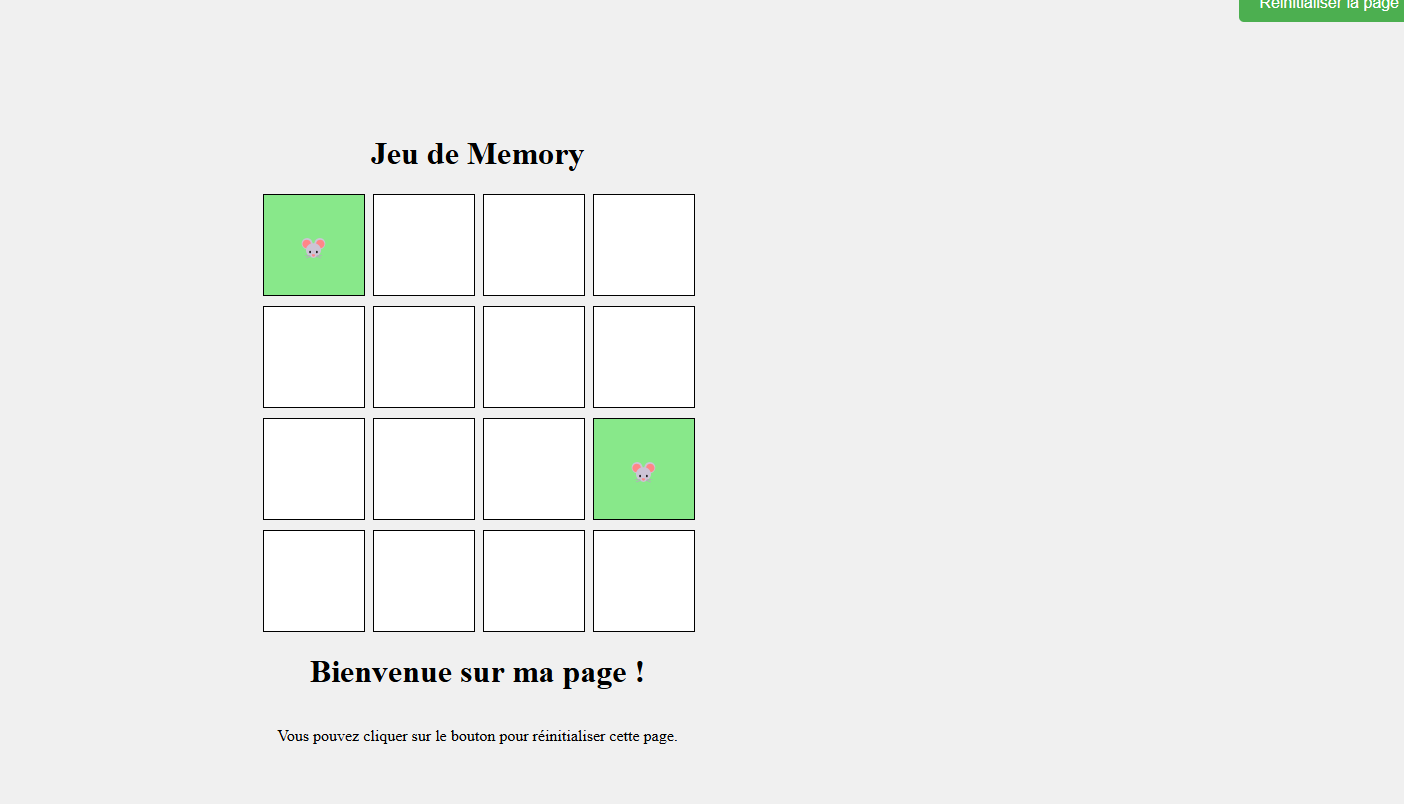 Réinitialiser la page
Jeu de Memory
Bienvenue sur ma page !
Vous pouvez cliquer sur le bouton pour réinitialiser cette page.